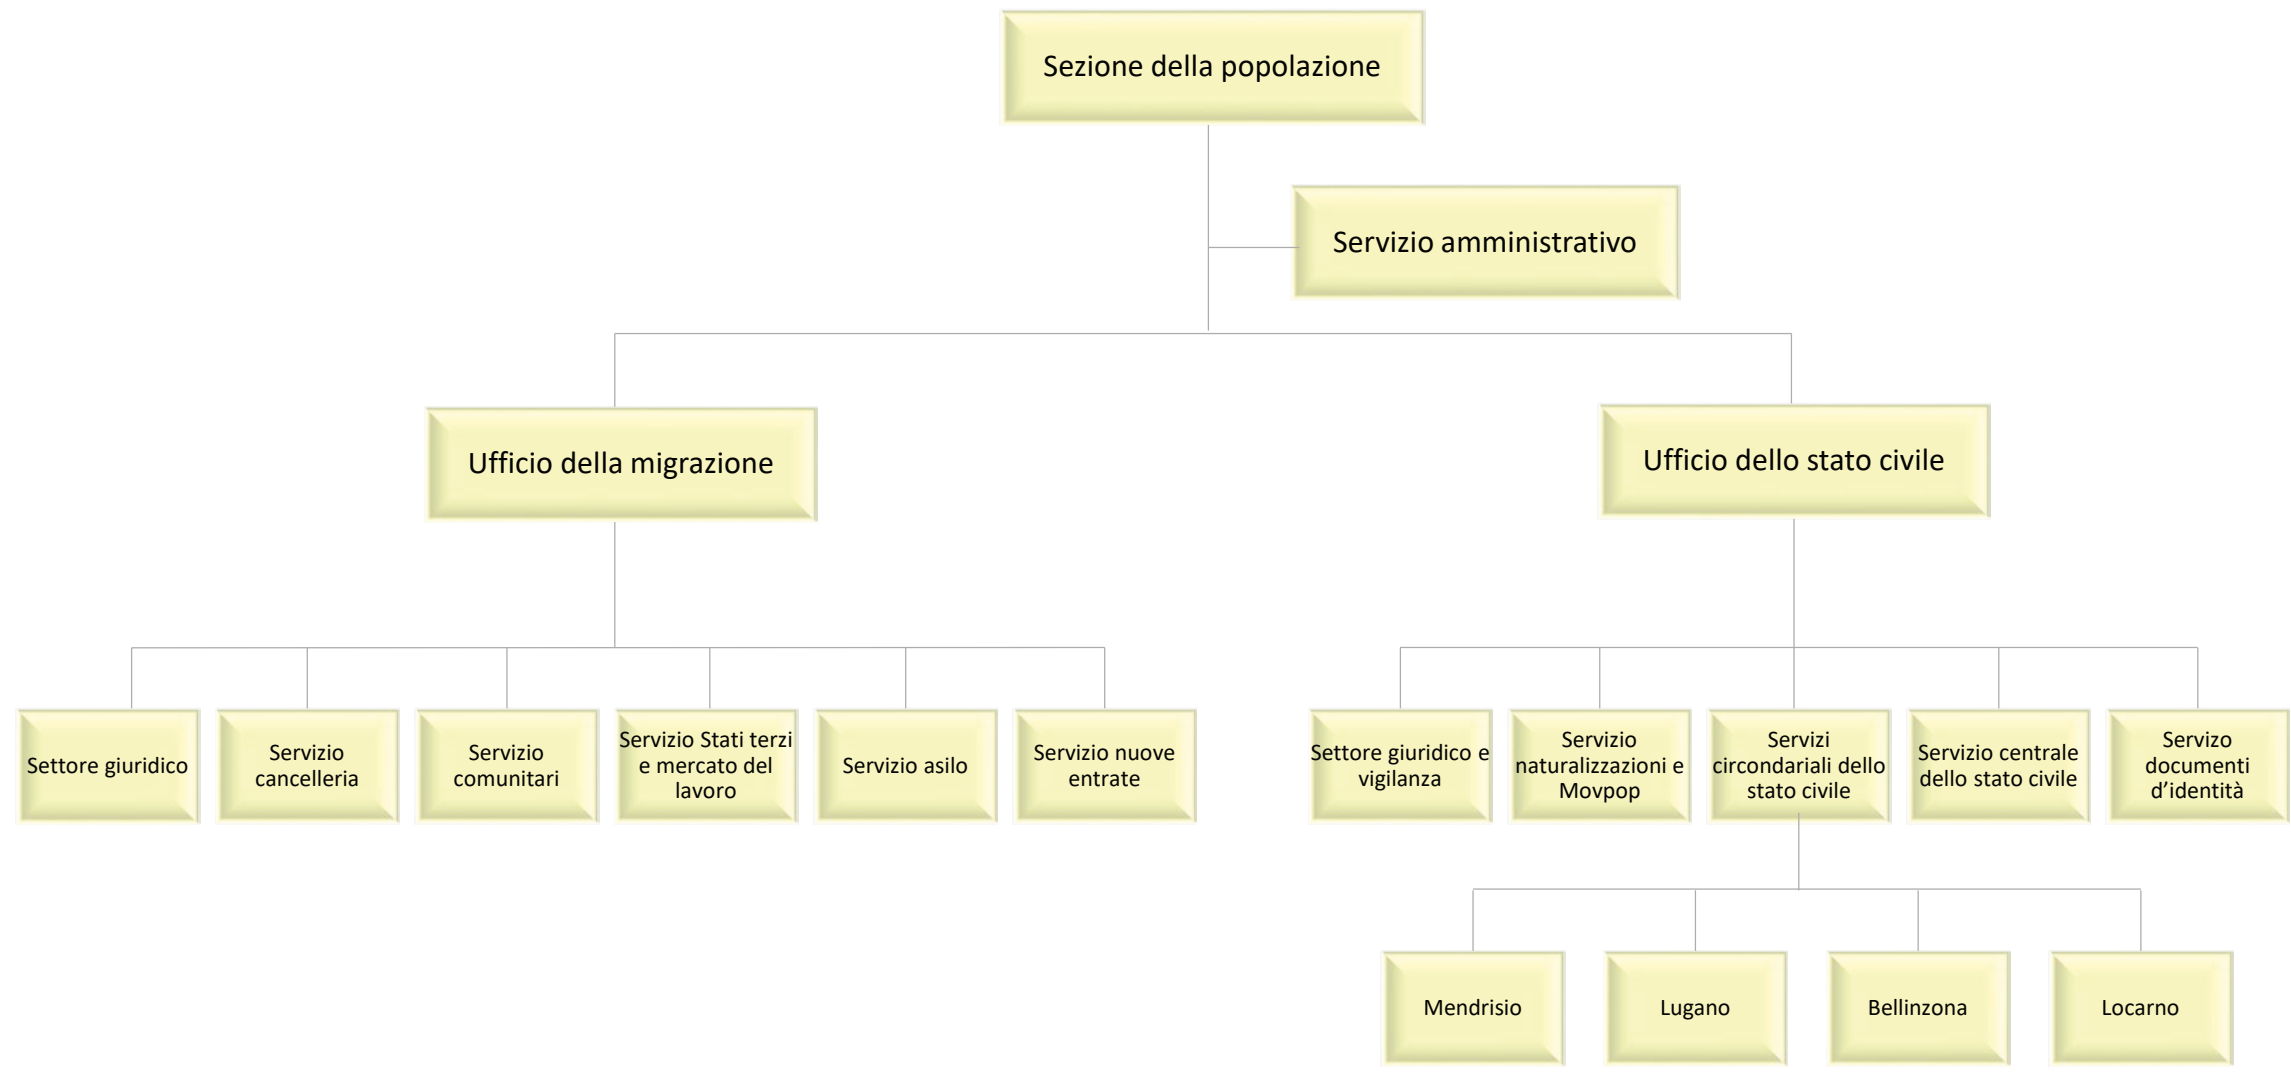 Sezione della popolazione
Servizio amministrativo
Ufficio della migrazione
Ufficio dello stato civile
Settore giuridico
Servizio
cancelleria
Servizio
comunitari
Servizio Stati terzi
e mercato del
lavoro
Servizio asilo
Servizio nuove
entrate
Settore giuridico e
vigilanza
Servizio
naturalizzazioni e
Movpop
Servizi
circondariali dello
stato civile
Servizio centrale
dello stato civile
Servizo
documenti
d’identità
Mendrisio
Lugano
Bellinzona
Locarno